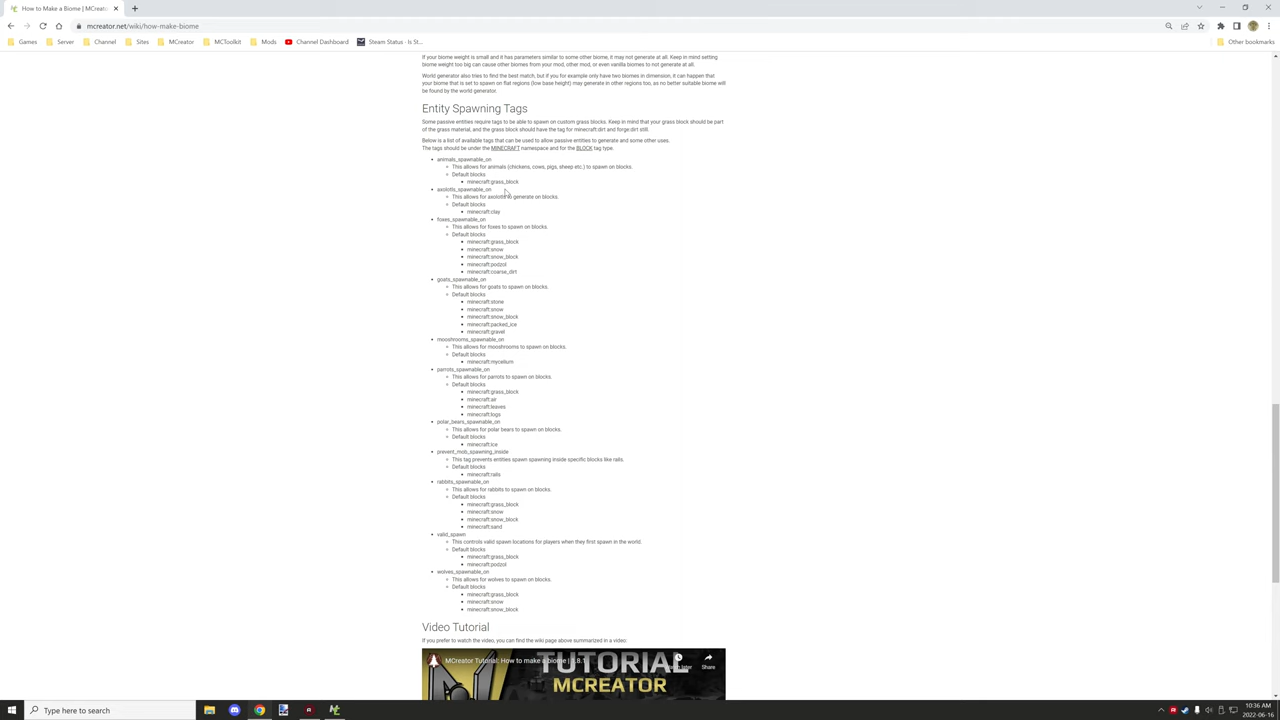 How to Make a Biome | MCreator
mcreator.net/wiki/how-make-biome
Games
Server
Channel
Sites
MCreator
MCToolkit
Mods
Channel Dashboard
Steam Status · Is St...
Other bookmarks
If your biome weight is small and it has parameters similar to some other biome, it may not generate at all. Keep in mind setting
biome weight too big can cause other biomes from your mod, other mod, or even vanilla biomes to not generate at all.
World generator also tries to find the best match, but if you for example only have two biomes in dimension, it can happen that
your biome that is set to spawn on flat regions (low base height) may generate in other regions too, as no better suitable biome will
be found by the world generator.
Entity Spawning Tags
Some passive entities require tags to be able to spawn on custom grass blocks. Keep in mind that your grass block should be part
of the grass material, and the grass block should have the tag for minecraft:dirt and forge:dirt still.
Below is a list of available tags that can be used to allow passive entities to generate and some other uses.
The tags should be under the MINECRAFT namespace and for the BLOCK tag type.
animals_spawnable_on
This allows for animals (chickens, cows, pigs, sheep etc.) to spawn on blocks.
Default blocks
minecraft:grass_block
axolotls_spawnable_on
This allows for axolotls to generate on blocks.
Default blocks
minecraft:clay
foxes_spawnable_on
This allows for foxes to spawn on blocks.
Default blocks
minecraft:grass_block
minecraft:snow
minecraft:snow_block
minecraft:podzol
minecraft:coarse_dirt
goats_spawnable_on
This allows for goats to spawn on blocks.
Default blocks
minecraft:stone
minecraft:snow
minecraft:snow_block
minecraft:packed_ice
minecraft:gravel
mooshrooms_spawnable_on
This allows for mooshrooms to spawn on blocks.
Default blocks
minecraft:mycelium
parrots_spawnable_on
This allows for parrots to spawn on blocks.
Default blocks
minecraft:grass_block
minecraft:air
minecraft:leaves
minecraft:logs
polar_bears_spawnable_on
This allows for polar bears to spawn on blocks.
Default blocks
minecraft:ice
prevent_mob_spawning_inside
This tag prevents entities spawn spawning inside specific blocks like rails.
Default blocks
minecraft:rails
rabbits_spawnable_on
This allows for rabbits to spawn on blocks.
Default blocks
minecraft:grass_block
minecraft:snow
minecraft:snow_block
minecraft:sand
valid_spawn
This controls valid spawn locations for players when they first spawn in the world.
Default blocks
minecraft:grass_block
minecraft:podzol
wolves_spawnable_on
This allows for wolves to spawn on blocks.
Default blocks
minecraft:grass_block
minecraft:snow
minecraft:snow_block
Video Tutorial
If you prefer to watch the video, you can find the wiki page above summarized in a video:
MCreator Tutorial: How to make a biome |
Share
TUTORIAL
MCREATOR
Type here to search
10:36 AM
2022-06-16